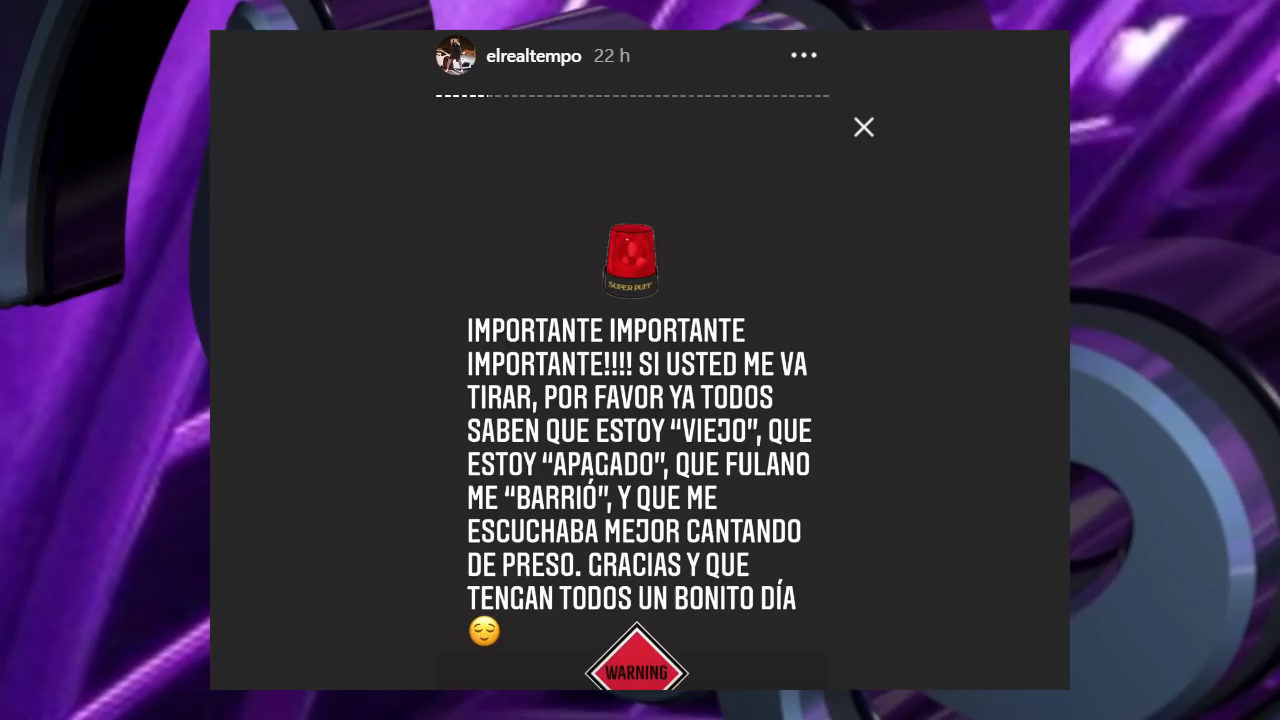 elrealtempo 22 h
SUPER PUFF
IMPORTANTE IMPORTANTE
IMPORTANTE!!!! SI USTED ME VA
TIRAR, POR FAVOR YA TODOS
SABEN QUE ESTOY “VIEJO”, QUE
ESTOY “APAGADO”, QUE FULANO
ME “BARRIÓ”, Y QUE ME
ESCUCHABA MEJOR CANTANDO
DE PRESO. GRACIAS Y QUE
TENGAN TODOS UN BONITO DÍA
😌
WARNING